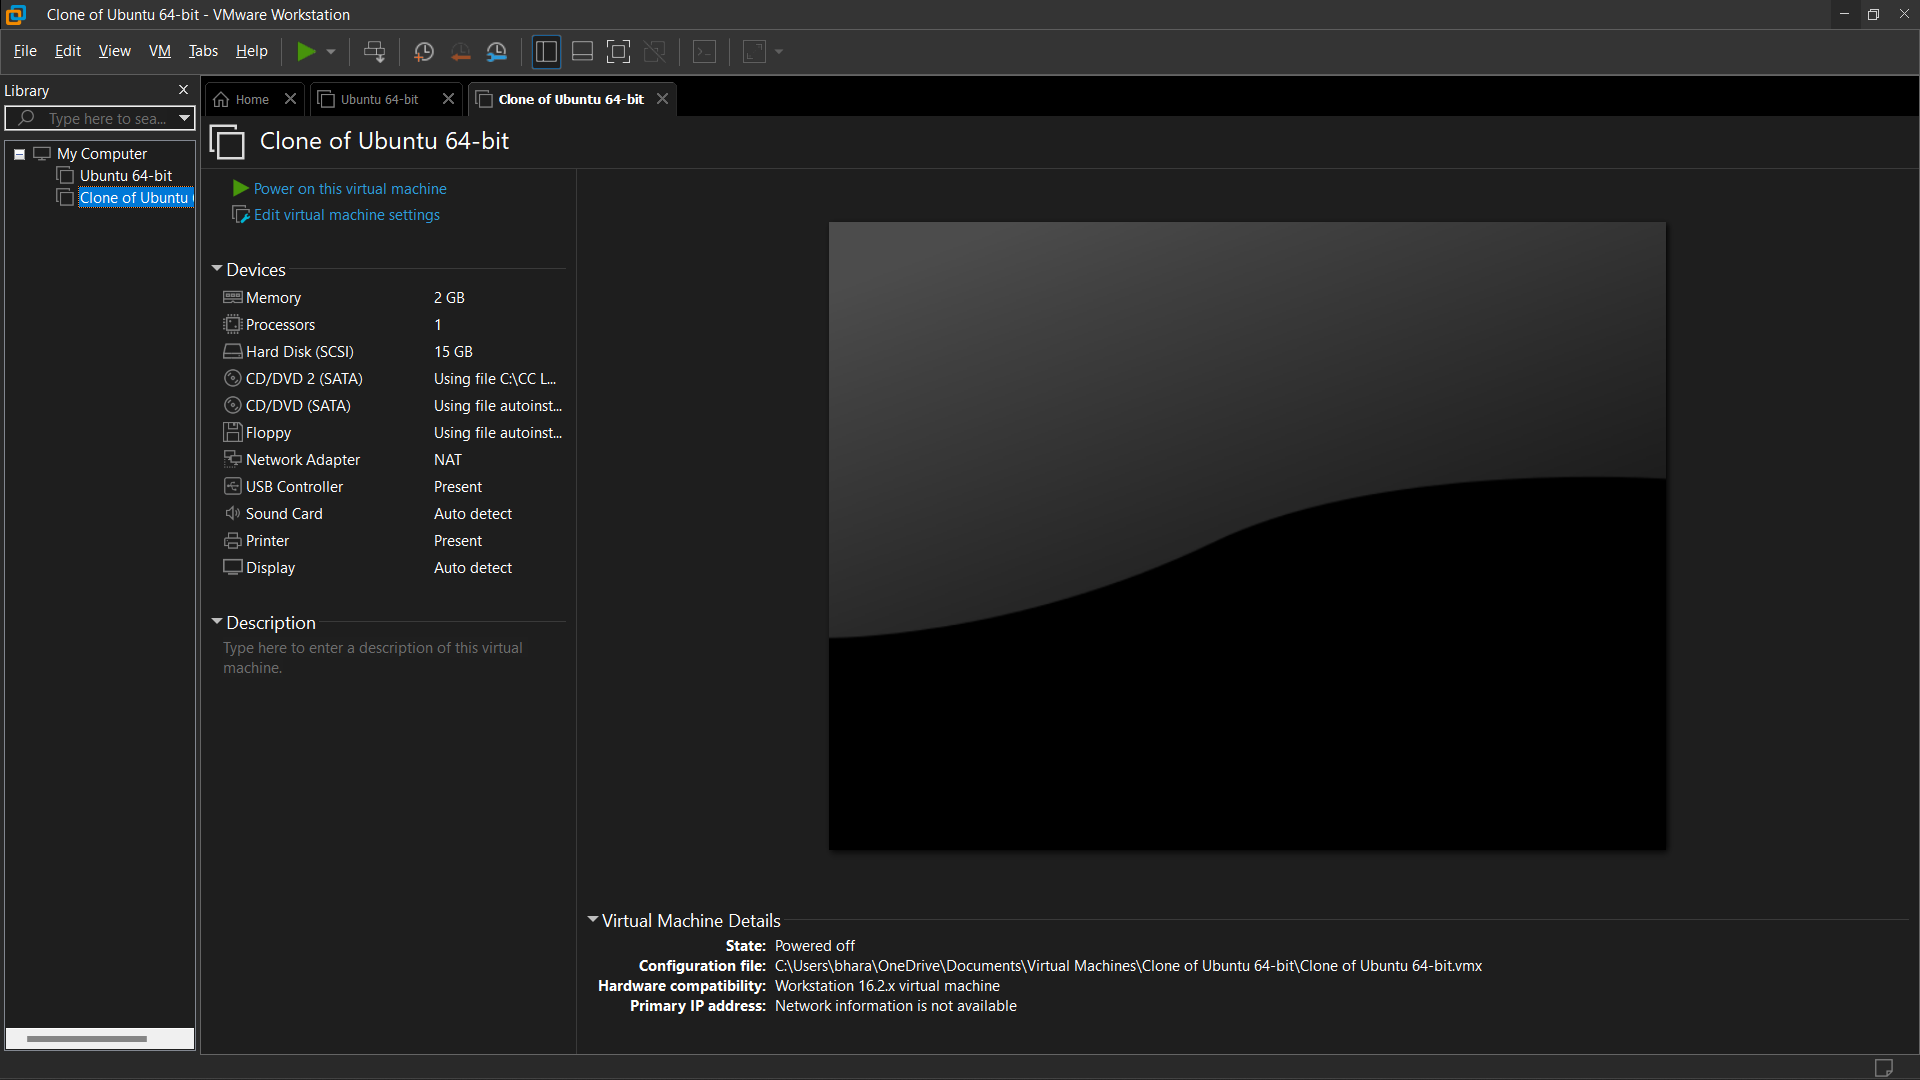 Clone of Ubuntu 64-bit - VMware Workstation
File Edit View VM Tabs Help
Library
Type here to sea...
Home
Ubuntu 64-bit
Clone of Ubuntu 64-bit
My Computer
Ubuntu 64-bit
Clone of Ubuntu
Clone of Ubuntu 64-bit
Power on this virtual machine
Edit virtual machine settings
Devices
Memory 2 GB
Processors 1
Hard Disk (SCSI) 15 GB
CD/DVD 2 (SATA) Using file C:\CC L...
CD/DVD (SATA) Using file autoinst...
Floppy Using file autoinst...
Network Adapter NAT
USB Controller Present
Sound Card Auto detect
Printer Present
Display Auto detect
Description
Type here to enter a description of this virtual
machine.
Virtual Machine Details
State: Powered off
Configuration file: C:\Users\bhara\OneDrive\Documents\Virtual Machines\Clone of Ubuntu 64-bit\Clone of Ubuntu 64-bit.vmx
Hardware compatibility: Workstation 16.2.x virtual machine
Primary IP address: Network information is not available